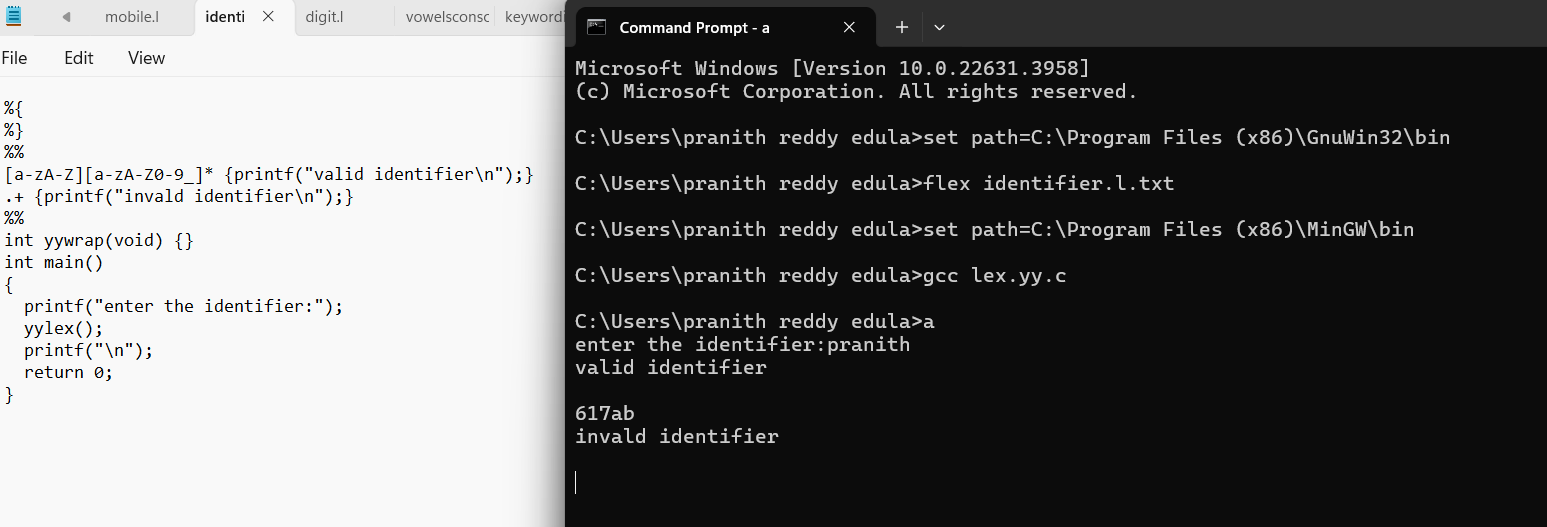 mobile.l
identi
digit.l
vowelsconsc
keywordi
File Edit View
%{
%}
%%
[a-zA-Z][a-zA-Z0-9_]* {printf("valid identifier\n");}
.+ {printf("invald identifier\n");}
%%
int yywrap(void) {}
int main()
{
  printf("enter the identifier:");
  yylex();
  printf("\n");
  return 0;
}
Command Prompt - a
Microsoft Windows [Version 10.0.22631.3958]
(c) Microsoft Corporation. All rights reserved.
C:\Users\pranith reddy edula>set path=C:\Program Files (x86)\GnuWin32\bin
C:\Users\pranith reddy edula>flex identifier.l.txt
C:\Users\pranith reddy edula>set path=C:\Program Files (x86)\MinGW\bin
C:\Users\pranith reddy edula>gcc lex.yy.c
C:\Users\pranith reddy edula>a
enter the identifier:pranith
valid identifier
617ab
invald identifier